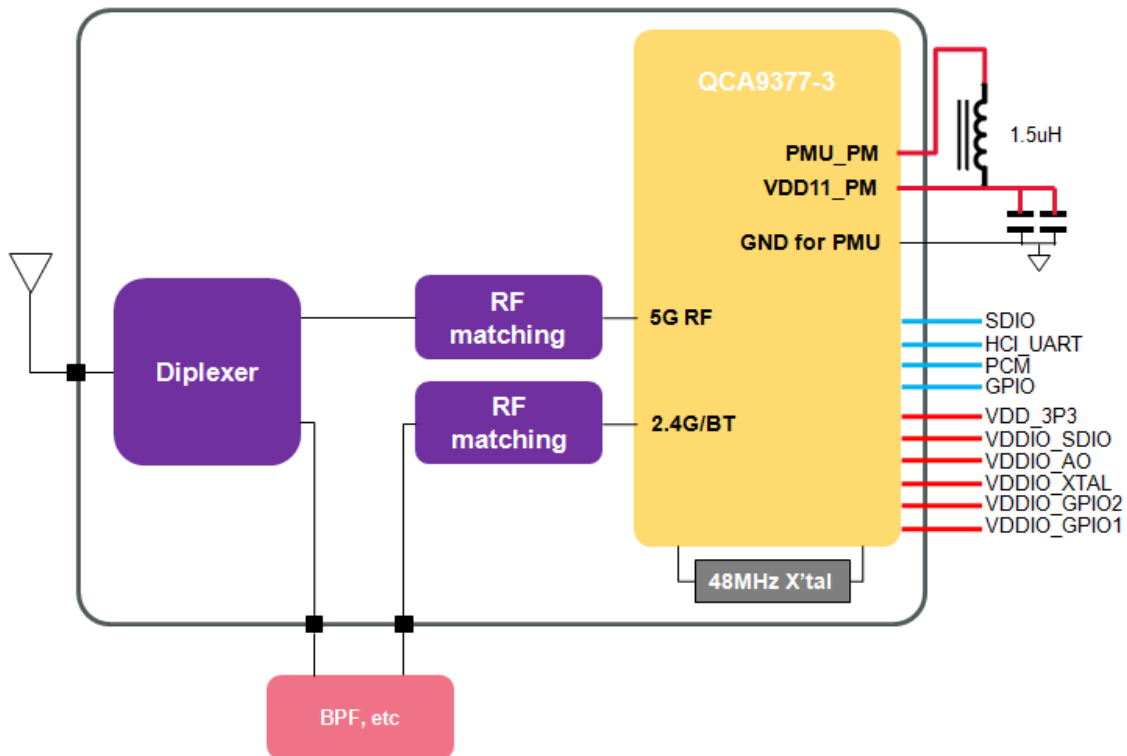 QCA9377-3
PMU_PM
1.5uH
VDD11_PM
GND for PMU
RF
matching
5G RF
Diplexer
RF
matching
2.4G/BT
SDIO
HCI_UART
PCM
GPIO
VDD_3P3
VDDIO_SDIO
VDDIO_AO
VDDIO_XTAL
VDDIO_GPIO2
VDDIO_GPIO1
48MHz X'tal
BPF, etc